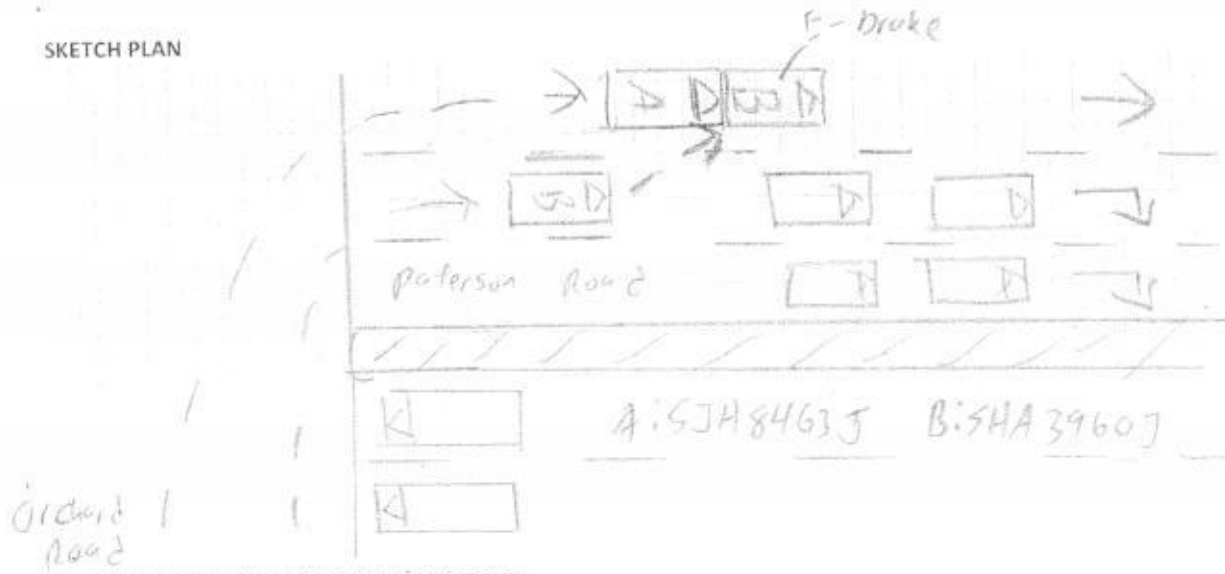 E-Brake
SKETCH PLAN
A B
B
Paterson Road
A:SJH8463J B:SHA3960J
Orchard
Road